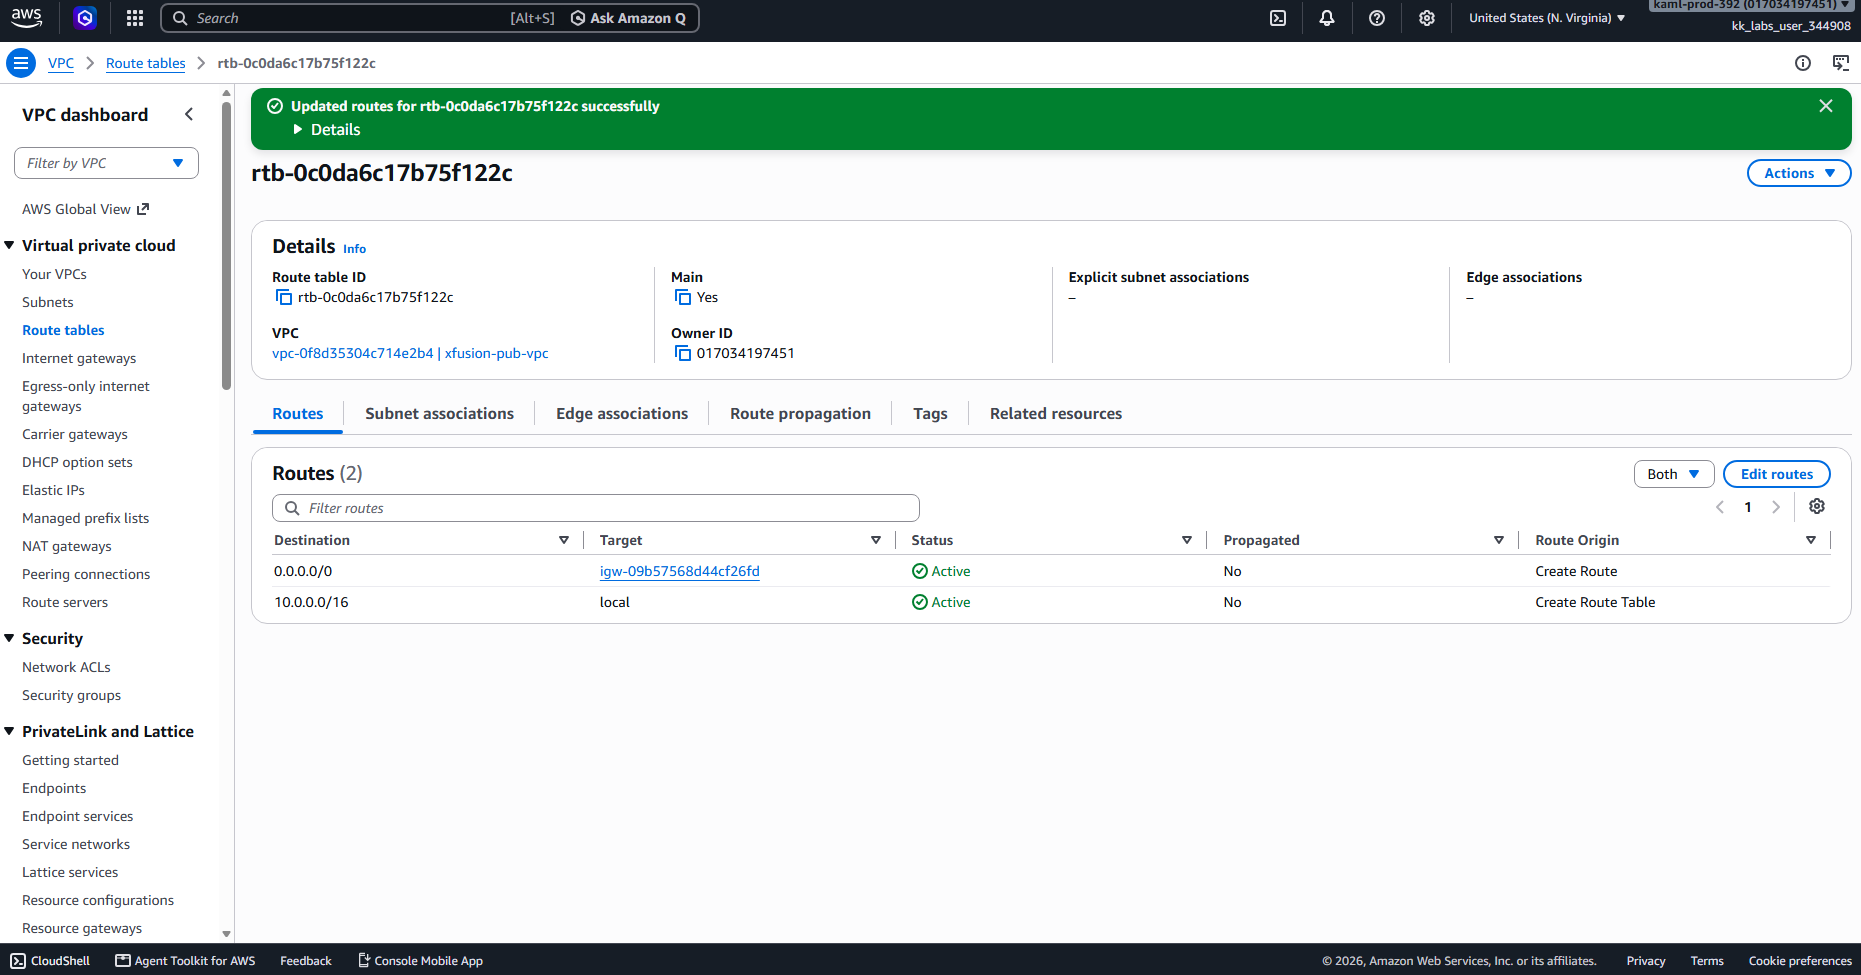 aws
Search [Alt+S] Ask Amazon Q
United States (N. Virginia)
kaml-prod-392 (017034197451)
kk_labs_user_344908
VPC
Route tables
rtb-0c0da6c17b75f122c
VPC dashboard
Filter by VPC
AWS Global View
Virtual private cloud
Your VPCs
Subnets
Route tables
Internet gateways
Egress-only internet
gateways
Carrier gateways
DHCP option sets
Elastic IPs
Managed prefix lists
NAT gateways
Peering connections
Route servers
Security
Network ACLs
Security groups
PrivateLink and Lattice
Getting started
Endpoints
Endpoint services
Service networks
Lattice services
Resource configurations
Resource gateways
Updated routes for rtb-0c0da6c17b75f122c successfully
Details
rtb-0c0da6c17b75f122c
Actions
Details Info
Route table ID
rtb-0c0da6c17b75f122c
VPC
vpc-0f8d35304c714e2b4 | xfusion-pub-vpc
Main
Yes
Owner ID
017034197451
Explicit subnet associations
–
Edge associations
–
Routes
Subnet associations
Edge associations
Route propagation
Tags
Related resources
Routes (2)
Both
Edit routes
Filter routes
1
Destination Target Status Propagated Route Origin
0.0.0.0/0 igw-09b57568d44cf26fd Active No Create Route
10.0.0.0/16 local Active No Create Route Table
CloudShell
Agent Toolkit for AWS
Feedback
Console Mobile App
© 2026, Amazon Web Services, Inc. or its affiliates.
Privacy
Terms
Cookie preferences